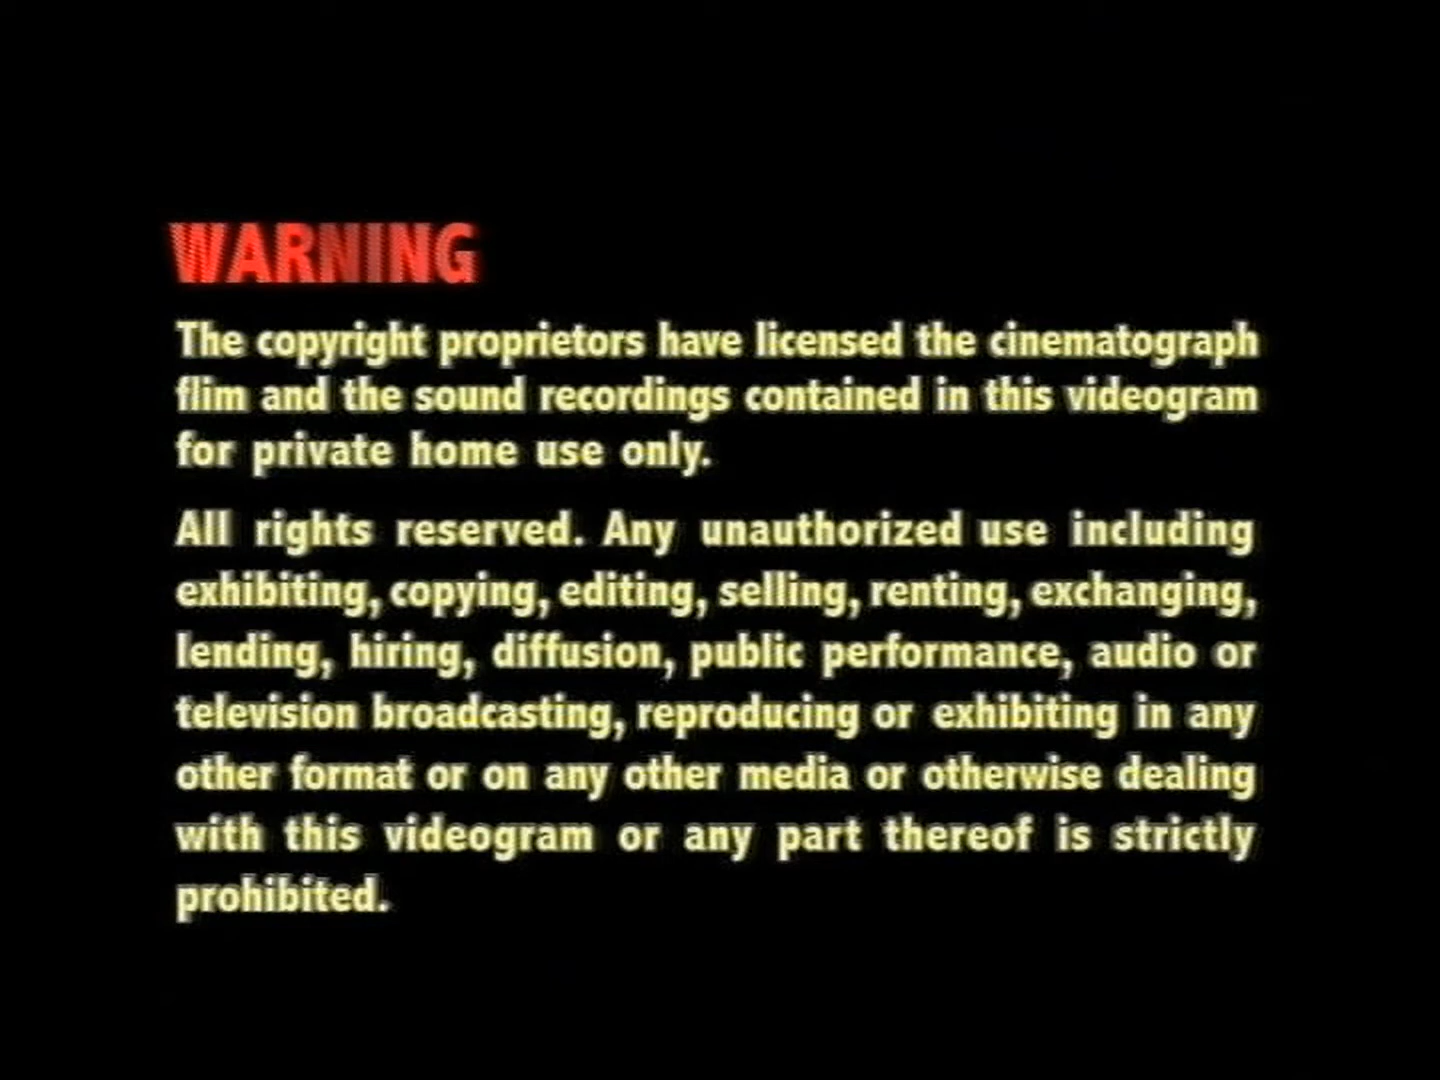 WARNING
The copyright proprietors have licensed the cinematograph
flim and the sound recordings contained in this videogram
for private home use only.
All rights reserved. Any unauthorized use including
exhibiting, copying, editing, selling, renting, exchanging,
lending, hiring, diffusion, public performance, audio or
television broadcasting, reproducing or exhibiting in any
other format or on any other media or otherwise dealing
with this videogram or any part thereof is strictly
prohibited.